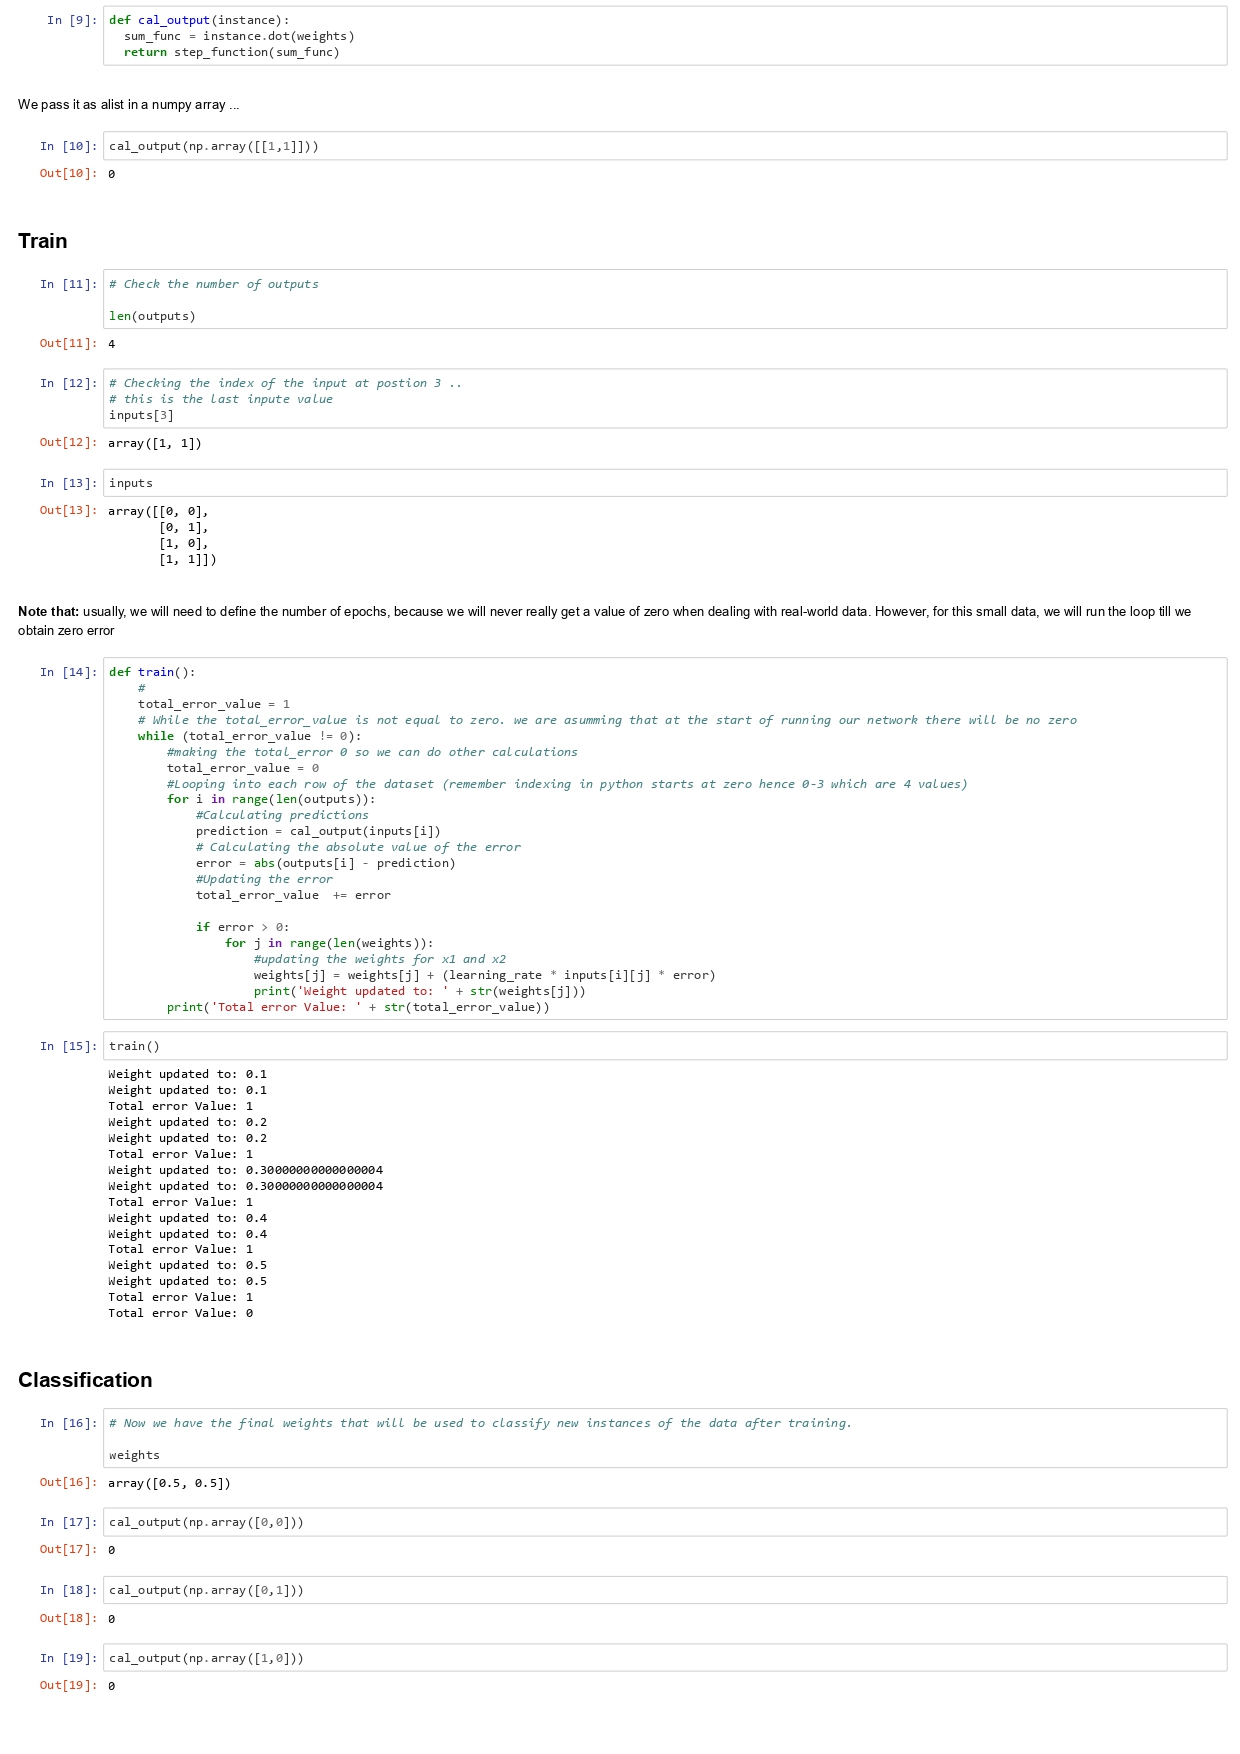 In [9]: def cal_output(instance):
  sum_func = instance.dot(weights)
  return step_function(sum_func)
We pass it as alist in a numpy array ...
In [10]: cal_output(np.array([[1,1]]))
Out[10]: 0
Train
In [11]: # Check the number of outputs
len(outputs)
Out[11]: 4
In [12]: # Checking the index of the input at postion 3 ..
# this is the last inpute value
inputs[3]
Out[12]: array([1, 1])
In [13]: inputs
Out[13]: array([[0, 0],
       [0, 1],
       [1, 0],
       [1, 1]])
Note that: usually, we will need to define the number of epochs, because we will never really get a value of zero when dealing with real-world data. However, for this small data, we will run the loop till we
obtain zero error
In [14]: def train():
    #
    total_error_value = 1
    # While the total_error_value is not equal to zero. we are asumming that at the start of running our network there will be no zero
    while (total_error_value != 0):
        #making the total_error 0 so we can do other calculations
        total_error_value = 0
        #Looping into each row of the dataset (remember indexing in python starts at zero hence 0-3 which are 4 values)
        for i in range(len(outputs)):
            #Calculating predictions
            prediction = cal_output(inputs[i])
            # Calculating the absolute value of the error
            error = abs(outputs[i] - prediction)
            #Updating the error
            total_error_value  += error
            if error > 0:
                for j in range(len(weights)):
                    #updating the weights for x1 and x2
                    weights[j] = weights[j] + (learning_rate * inputs[i][j] * error)
                    print('Weight updated to: ' + str(weights[j]))
        print('Total error Value: ' + str(total_error_value))
In [15]: train()
Weight updated to: 0.1
Weight updated to: 0.1
Total error Value: 1
Weight updated to: 0.2
Weight updated to: 0.2
Total error Value: 1
Weight updated to: 0.30000000000000004
Weight updated to: 0.30000000000000004
Total error Value: 1
Weight updated to: 0.4
Weight updated to: 0.4
Total error Value: 1
Weight updated to: 0.5
Weight updated to: 0.5
Total error Value: 1
Total error Value: 0
Classification
In [16]: # Now we have the final weights that will be used to classify new instances of the data after training.
weights
Out[16]: array([0.5, 0.5])
In [17]: cal_output(np.array([0,0]))
Out[17]: 0
In [18]: cal_output(np.array([0,1]))
Out[18]: 0
In [19]: cal_output(np.array([1,0]))
Out[19]: 0